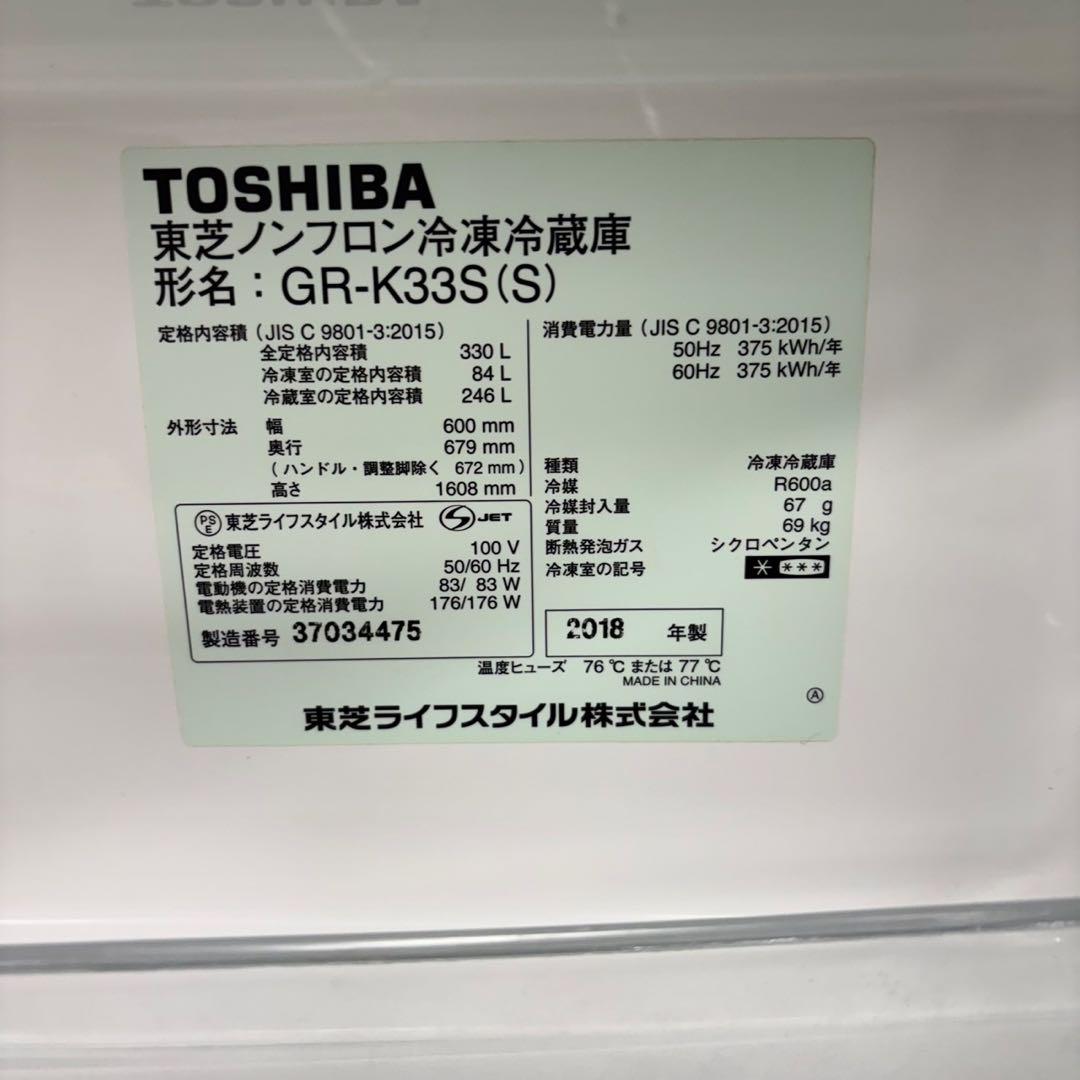 TOSHIBA
東芝ノンフロン冷凍冷蔵庫
形名：GR-K33S(S)
定格内容積（JIS C 9801-3:2015）
全定格内容積 330 L
冷凍室の定格内容積 84 L
冷蔵室の定格内容積 246 L
外形寸法 幅 600 mm
奥行 679 mm
（ハンドル・調整脚除く 672 mm）
高さ 1608 mm
消費電力量（JIS C 9801-3:2015）
50Hz 375 kWh/年
60Hz 375 kWh/年
種類 冷凍冷蔵庫
冷媒 R600a
冷媒封入量 67 g
質量 69 kg
断熱発泡ガス シクロペンタン
冷凍室の記号 * ***
PSE 東芝ライフスタイル株式会社 JET
定格電圧 100 V
定格周波数 50/60 Hz
電動機の定格消費電力 83/ 83 W
電熱装置の定格消費電力 176/176 W
製造番号 37034475
2018 年製
温度ヒューズ 76 ℃ または 77 ℃
MADE IN CHINA
Ⓐ
東芝ライフスタイル株式会社